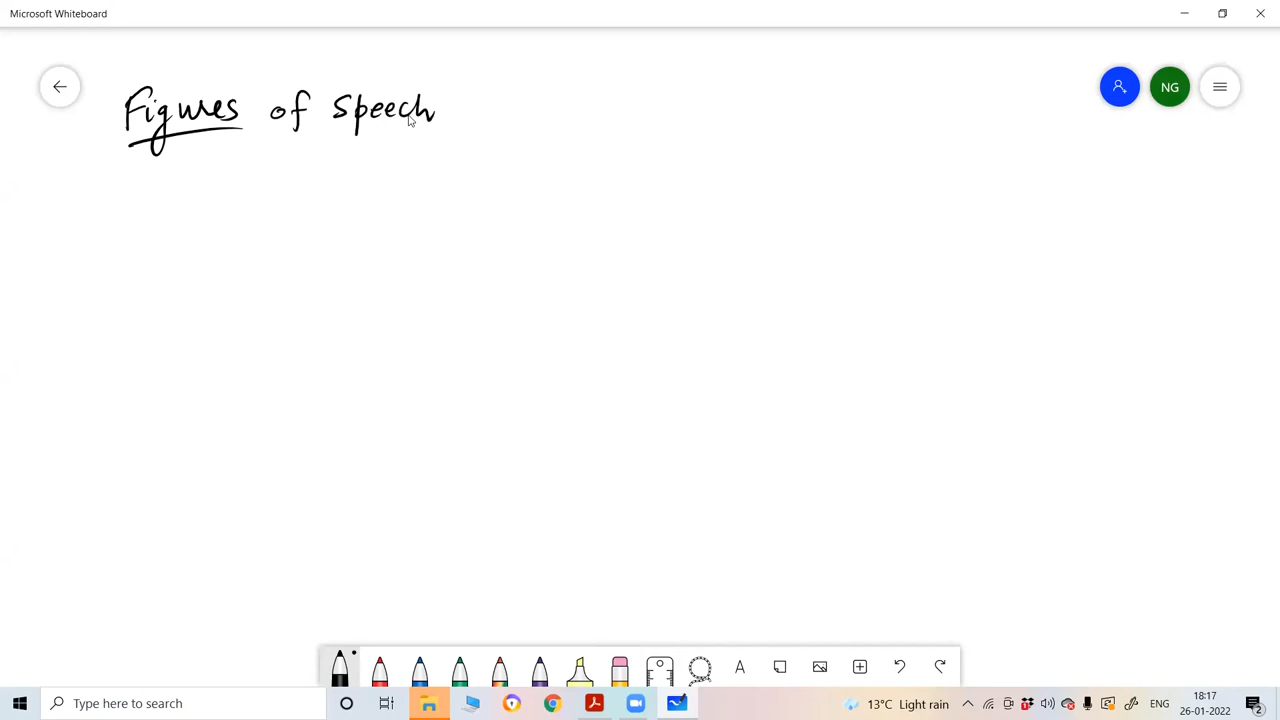 Microsoft Whiteboard
Figures of speech
NG
A
Type here to search
13°C Light rain
ENG
18:17
26-01-2022
2